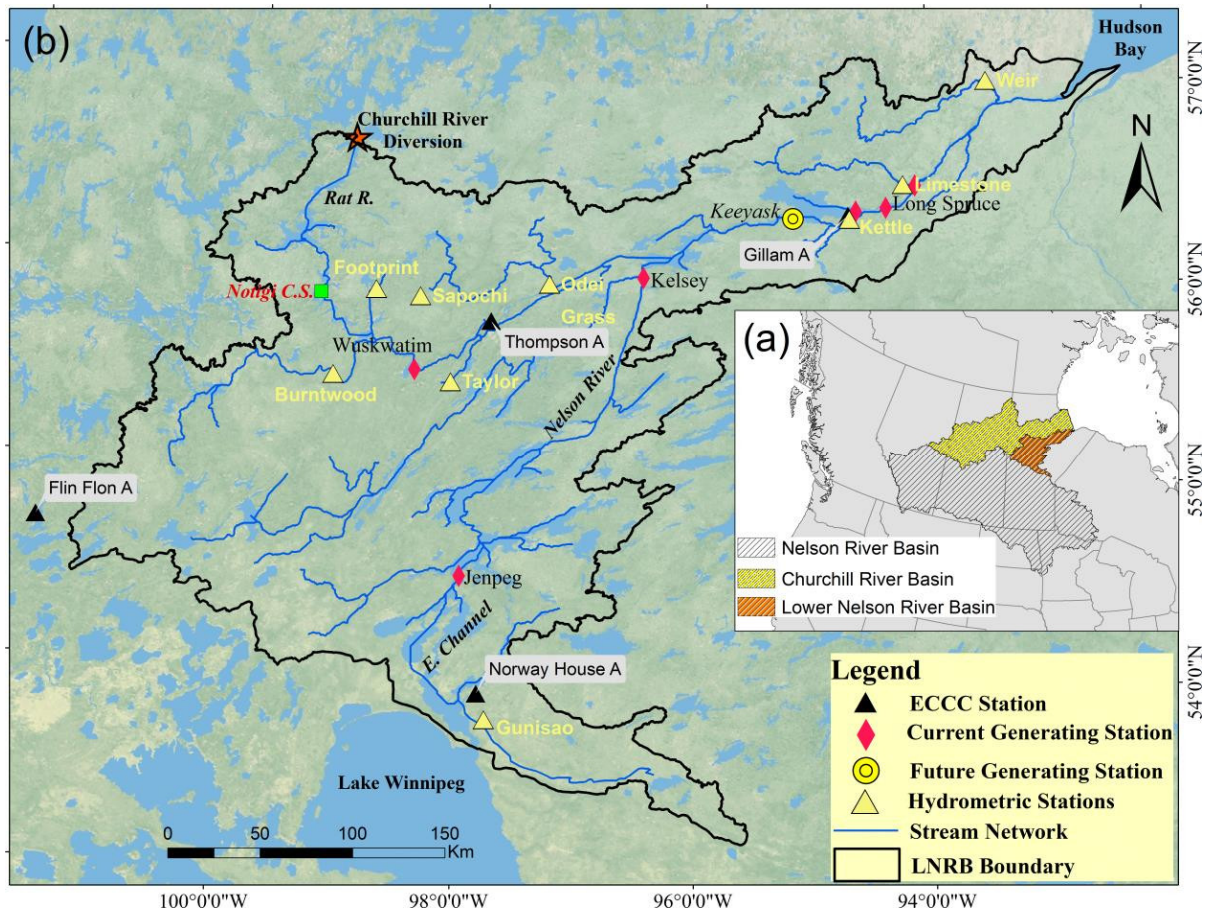 (b)
Hudson
Bay
57°0'0"N
Weir
Churchill River
Diversion
N
Rat R.
Limestone
Long Spruce
Keeyask
Kettle
Gillam A
56°0'0"N
Footprint
Notigi C.S.
Sapochi
Odei
Kelsey
Grass
Thompson A
Wuskwatim
Taylor
Burntwood
Nelson River
(a)
Nelson River Basin
Churchill River Basin
Lower Nelson River Basin
55°0'0"N
Flin Flon A
Jenpeg
E. Channel
Norway House A
Gunisao
54°0'0"N
Lake Winnipeg
0 50 100 150
Km
Legend
ECCC Station
Current Generating Station
Future Generating Station
Hydrometric Stations
Stream Network
LNRB Boundary
100°0'0"W 98°0'0"W 96°0'0"W 94°0'0"W